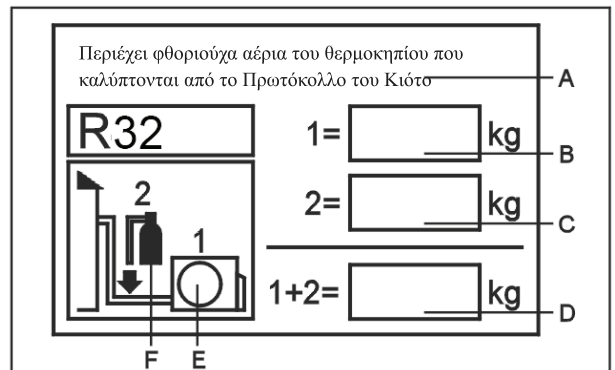 Περιέχει φθοριούχα αέρια του θερμοκηπίου που
καλύπτονται από το Πρωτόκολλο του Κιότο
A
R32
1= kg
B
2= kg
C
1+2= kg
D
2
1
F E